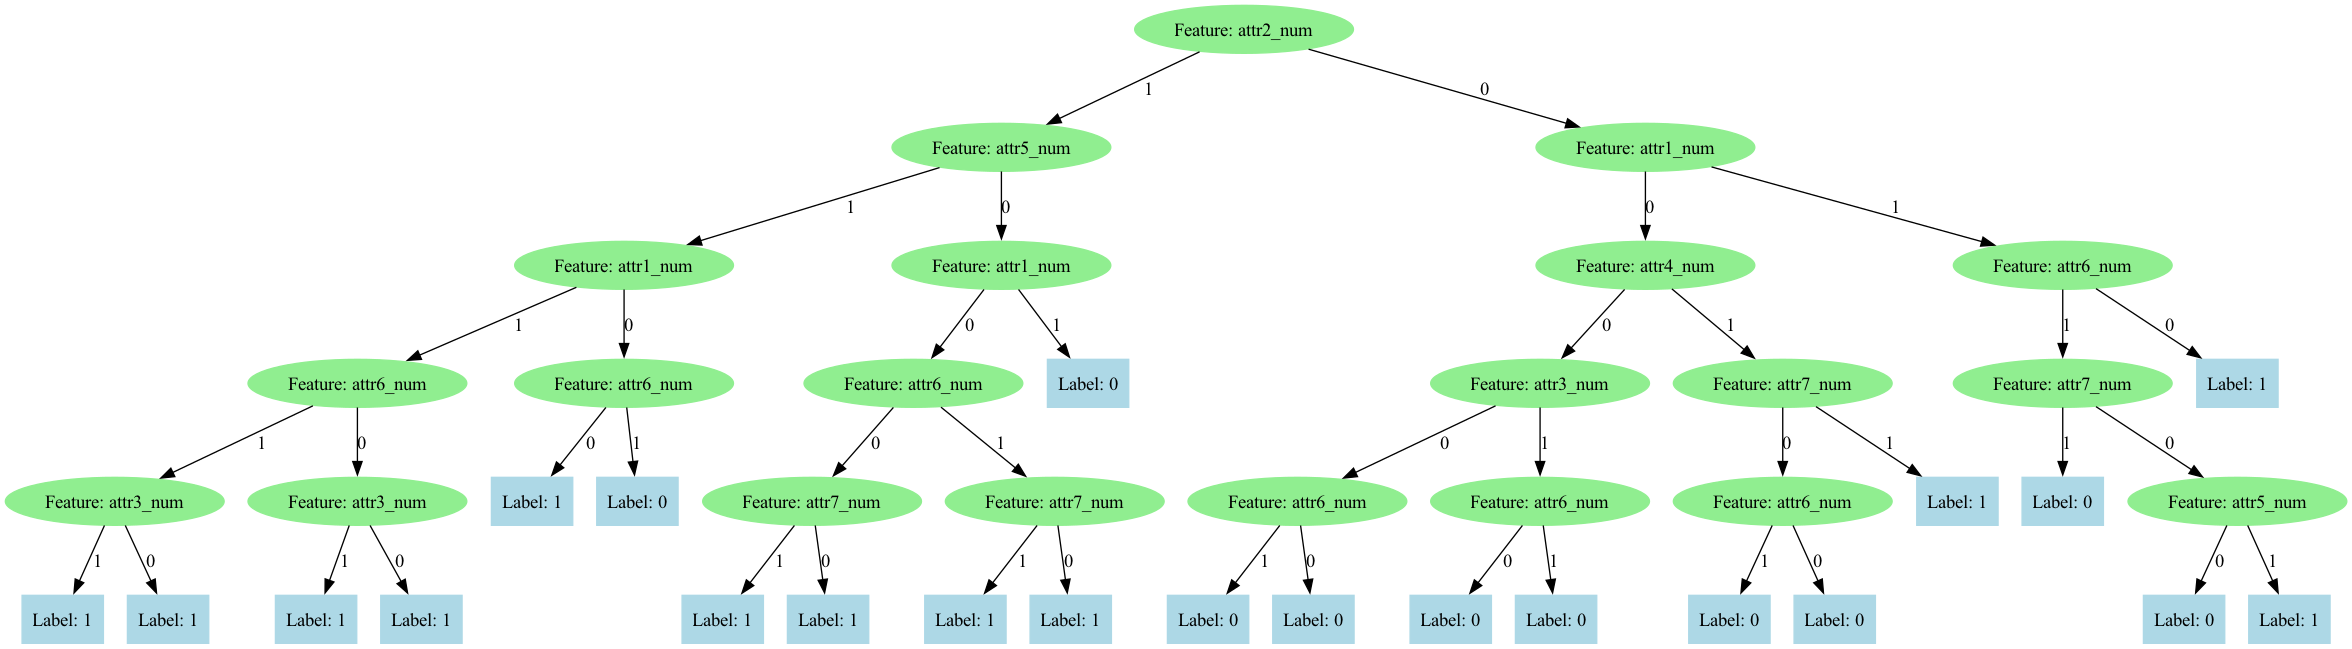 Feature: attr2_num
1
0
Feature: attr5_num
Feature: attr1_num
1
0
0
1
Feature: attr1_num
Feature: attr1_num
Feature: attr4_num
Feature: attr6_num
1
0
0
1
0
1
1
0
Feature: attr6_num
Feature: attr6_num
Feature: attr6_num
Label: 0
Feature: attr3_num
Feature: attr7_num
Feature: attr7_num
Label: 1
1
0
0
1
0
1
0
1
0
1
1
0
Feature: attr3_num
Feature: attr3_num
Label: 1
Label: 0
Feature: attr7_num
Feature: attr7_num
Feature: attr6_num
Feature: attr6_num
Feature: attr6_num
Label: 1
Label: 0
Feature: attr5_num
1
0
1
0
1
0
1
0
1
0
0
1
1
0
0
1
Label: 1
Label: 1
Label: 1
Label: 1
Label: 1
Label: 1
Label: 1
Label: 1
Label: 0
Label: 0
Label: 0
Label: 0
Label: 0
Label: 0
Label: 0
Label: 1